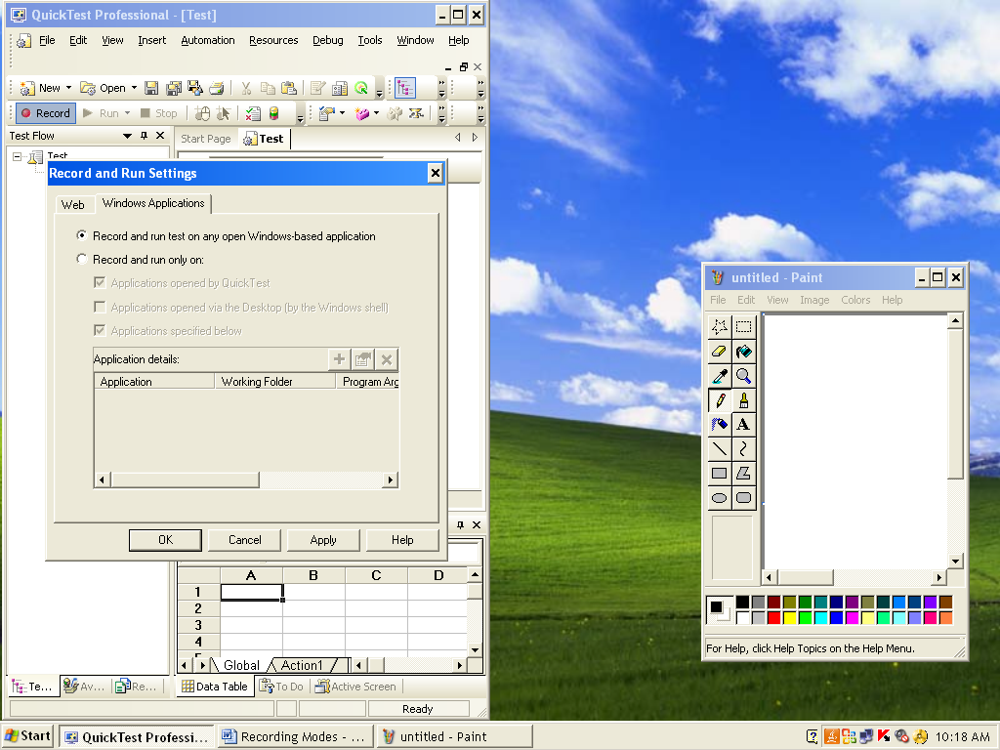 QuickTest Professional - [Test]
File Edit View Insert Automation Resources Debug Tools Window Help
New Open
Record Run Stop
Test Flow
Start Page Test
Test
Record and Run Settings
Web Windows Applications
Record and run test on any open Windows-based application
Record and run only on:
Applications opened by QuickTest
Applications opened via the Desktop (by the Windows shell)
Applications specified below
Application details:
Application Working Folder Program Arg
OK Cancel Apply Help
A B C D
1
2
3
4
Global Action1
Te... Av... Re... Data Table To Do Active Screen
Ready
untitled - Paint
File Edit View Image Colors Help
A
For Help, click Help Topics on the Help Menu.
Start QuickTest Professi... Recording Modes - ... untitled - Paint 10:18 AM